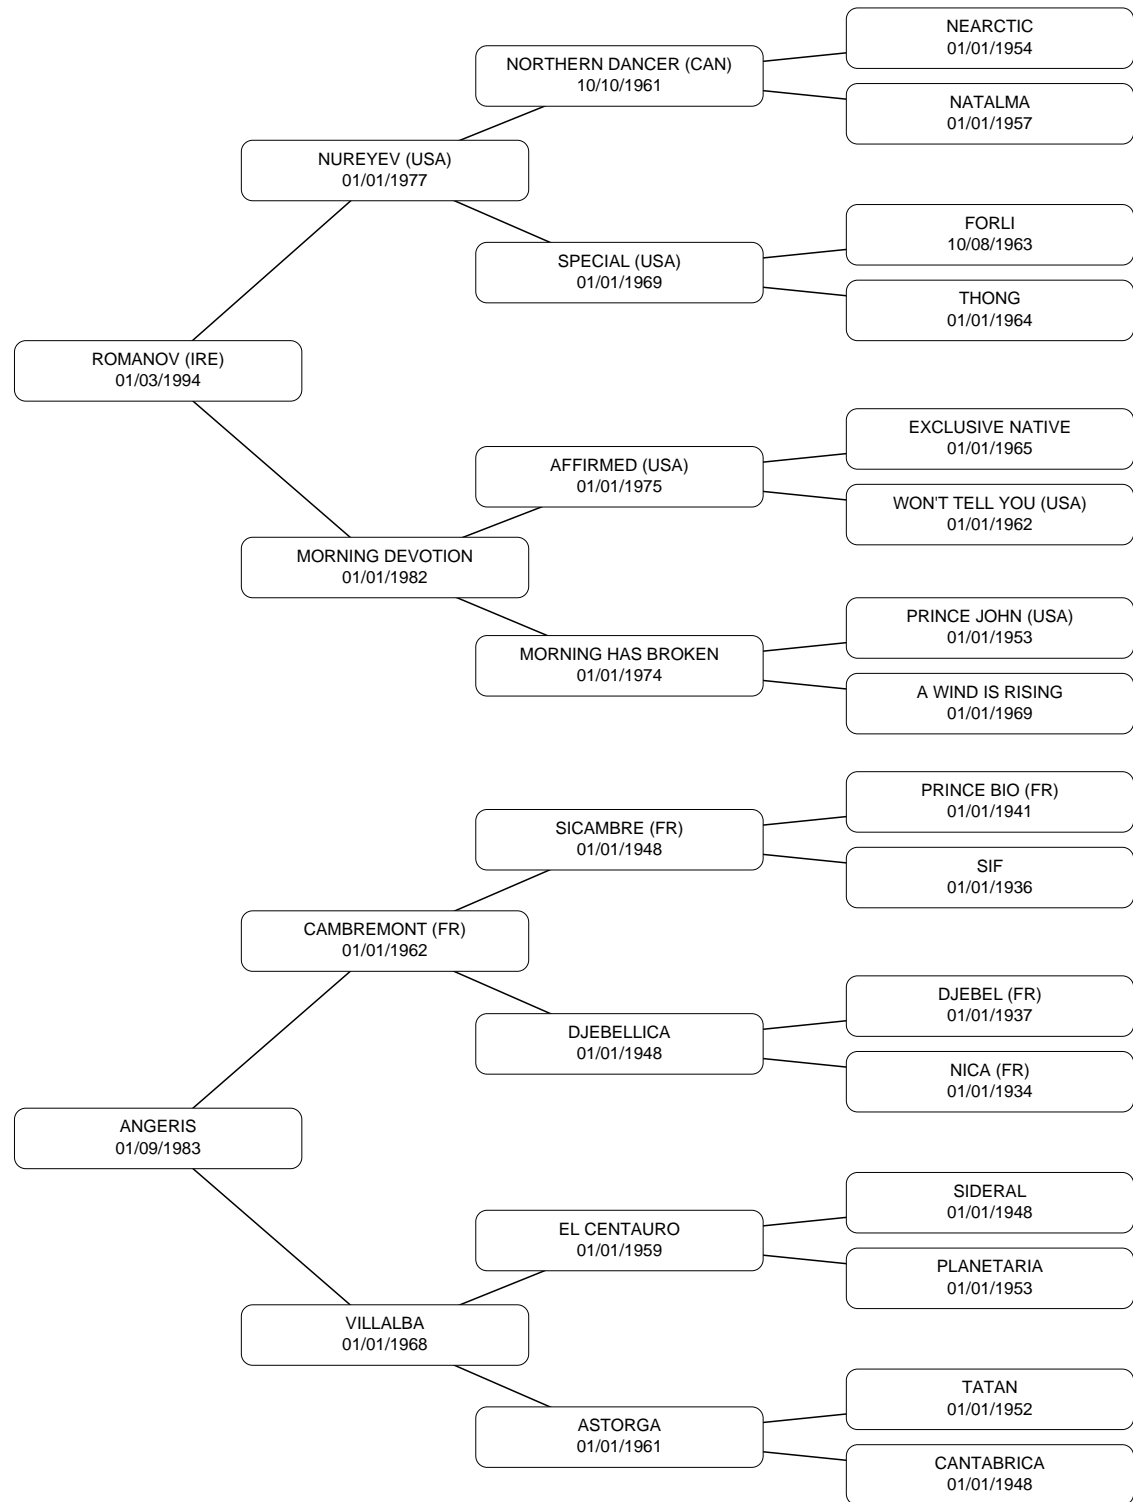 NEARCTIC
01/01/1954
NORTHERN DANCER (CAN)
10/10/1961
NATALMA
01/01/1957
NUREYEV (USA)
01/01/1977
FORLI
10/08/1963
SPECIAL (USA)
01/01/1969
THONG
01/01/1964
ROMANOV (IRE)
01/03/1994
EXCLUSIVE NATIVE
01/01/1965
AFFIRMED (USA)
01/01/1975
WON'T TELL YOU (USA)
01/01/1962
MORNING DEVOTION
01/01/1982
PRINCE JOHN (USA)
01/01/1953
MORNING HAS BROKEN
01/01/1974
A WIND IS RISING
01/01/1969
PRINCE BIO (FR)
01/01/1941
SICAMBRE (FR)
01/01/1948
SIF
01/01/1936
CAMBREMONT (FR)
01/01/1962
DJEBEL (FR)
01/01/1937
DJEBELLICA
01/01/1948
NICA (FR)
01/01/1934
ANGERIS
01/09/1983
SIDERAL
01/01/1948
EL CENTAURO
01/01/1959
PLANETARIA
01/01/1953
VILLALBA
01/01/1968
TATAN
01/01/1952
ASTORGA
01/01/1961
CANTABRICA
01/01/1948